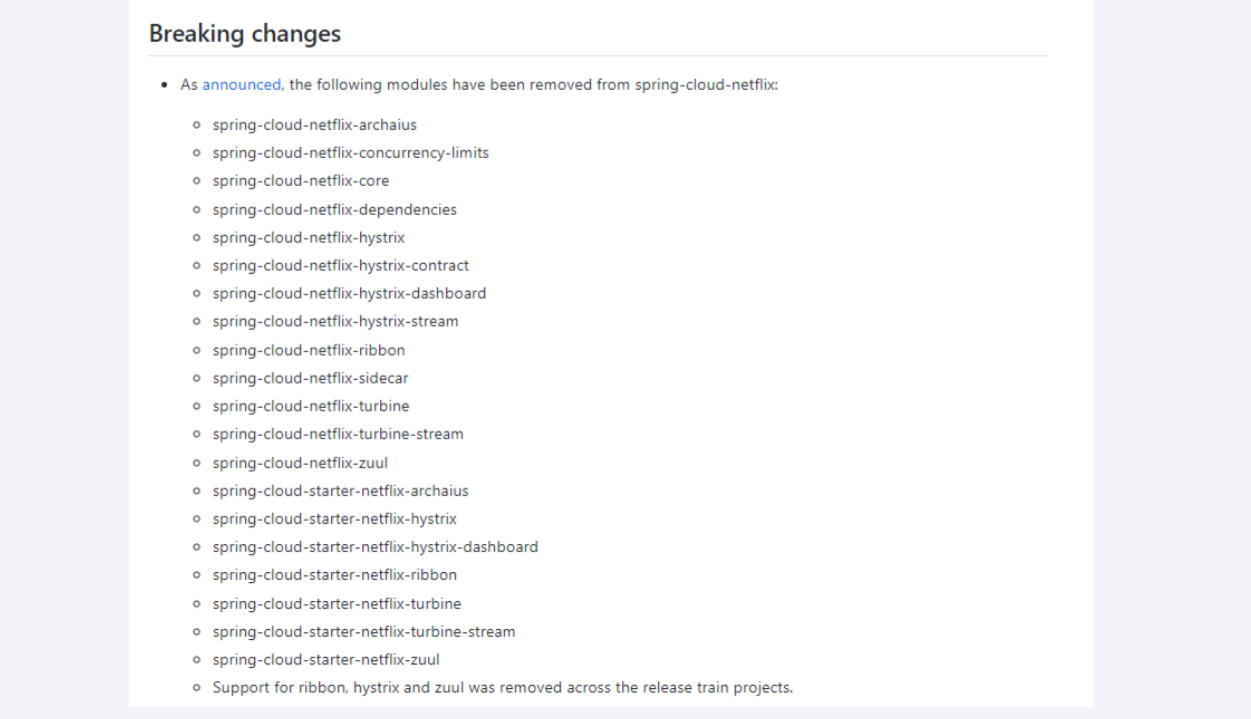 Breaking changes
As announced, the following modules have been removed from spring-cloud-netflix:
spring-cloud-netflix-archaius
spring-cloud-netflix-concurrency-limits
spring-cloud-netflix-core
spring-cloud-netflix-dependencies
spring-cloud-netflix-hystrix
spring-cloud-netflix-hystrix-contract
spring-cloud-netflix-hystrix-dashboard
spring-cloud-netflix-hystrix-stream
spring-cloud-netflix-ribbon
spring-cloud-netflix-sidecar
spring-cloud-netflix-turbine
spring-cloud-netflix-turbine-stream
spring-cloud-netflix-zuul
spring-cloud-starter-netflix-archaius
spring-cloud-starter-netflix-hystrix
spring-cloud-starter-netflix-hystrix-dashboard
spring-cloud-starter-netflix-ribbon
spring-cloud-starter-netflix-turbine
spring-cloud-starter-netflix-turbine-stream
spring-cloud-starter-netflix-zuul
Support for ribbon, hystrix and zuul was removed across the release train projects.